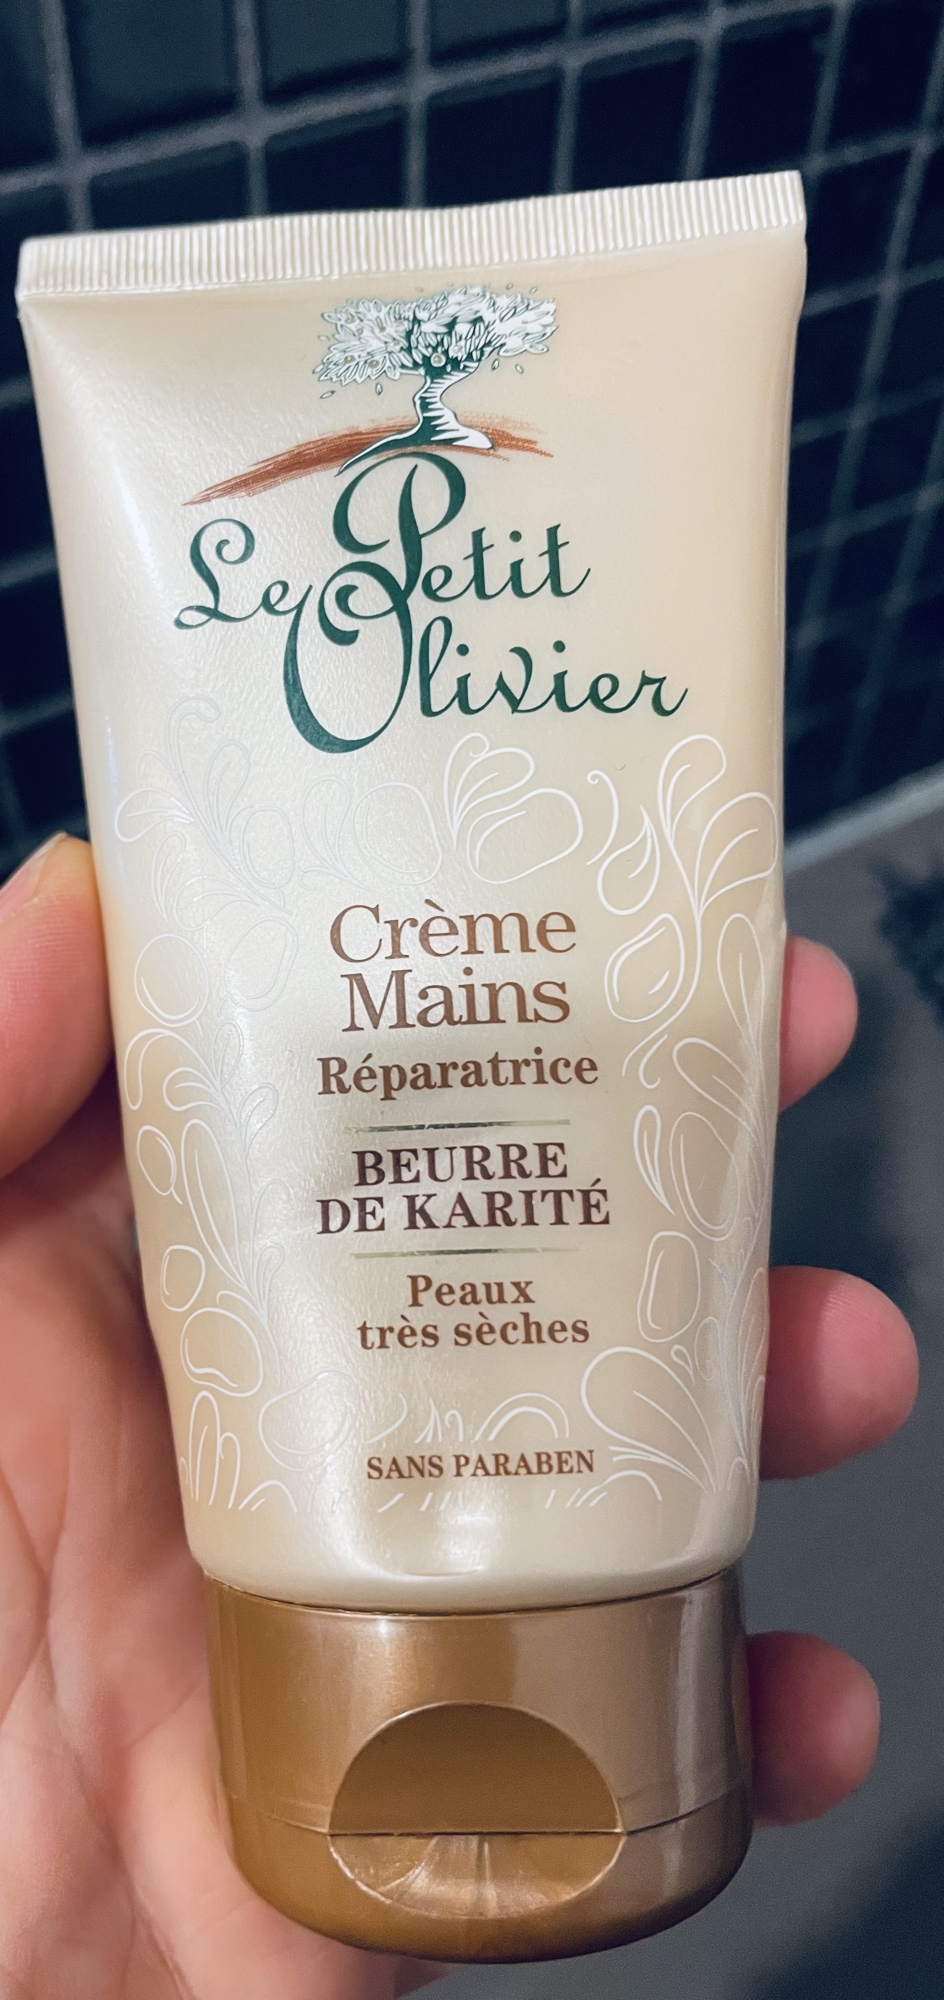 Le Petit
Olivier
Crème
Mains
Réparatrice
BEURRE
DE KARITÉ
Peaux
très sèches
SANS PARABEN